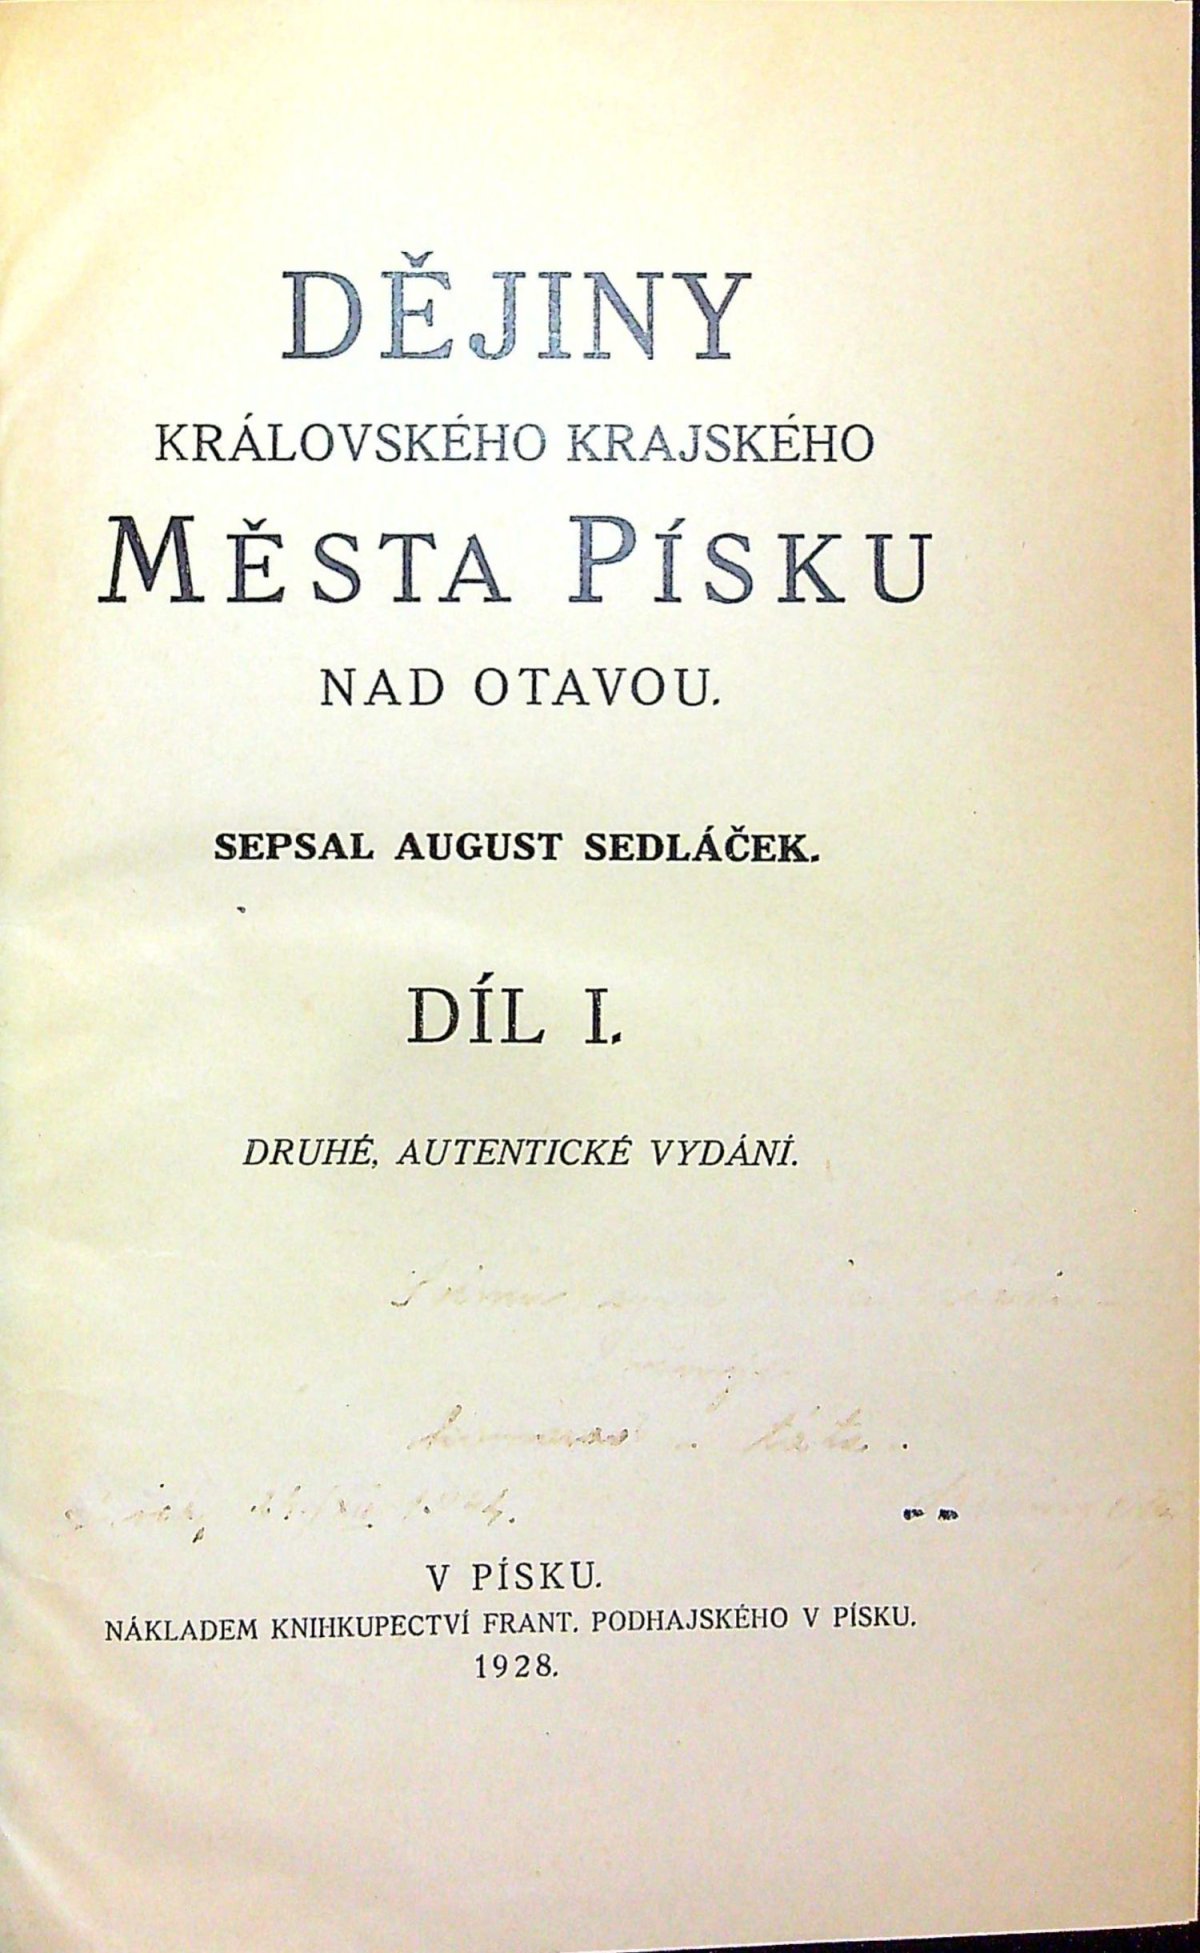 DĚJINY
KRÁLOVSKÉHO KRAJSKÉHO
MĚSTA PÍSKU
NAD OTAVOU.
SEPSAL AUGUST SEDLÁČEK.
DÍL I.
DRUHÉ, AUTENTICKÉ VYDÁNÍ.
V PÍSKU.
NÁKLADEM KNIHKUPECTVÍ FRANT. PODHAJSKÉHO V PÍSKU.
1928.